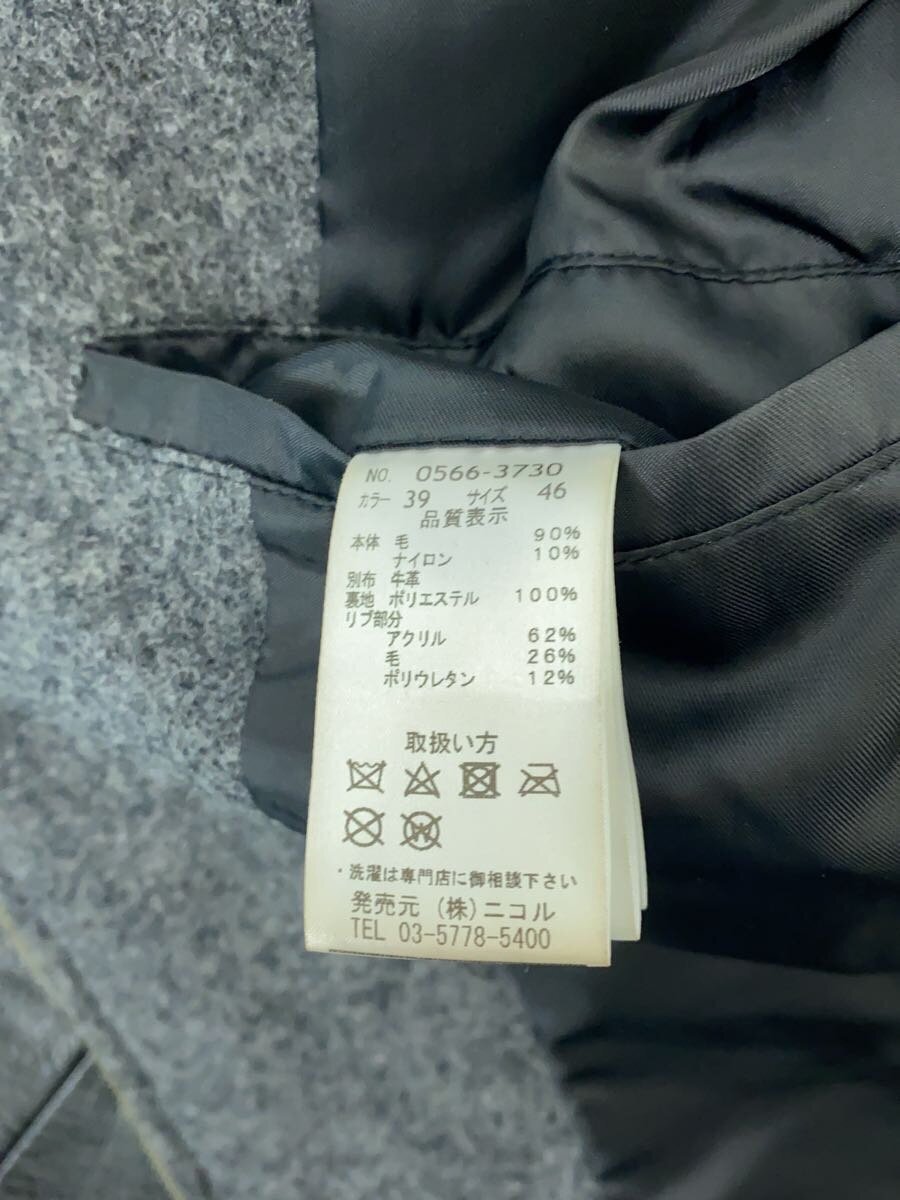 NO. 0566-3730
カラー 39 サイズ 46
品質表示
本体 毛 90%
ナイロン 10%
別布 牛革
裏地 ポリエステル 100%
リブ部分
アクリル 62%
毛 26%
ポリウレタン 12%
取扱い方
W
・洗濯は専門店に御相談下さい
発売元 (株)ニコル
TEL 03-5778-5400